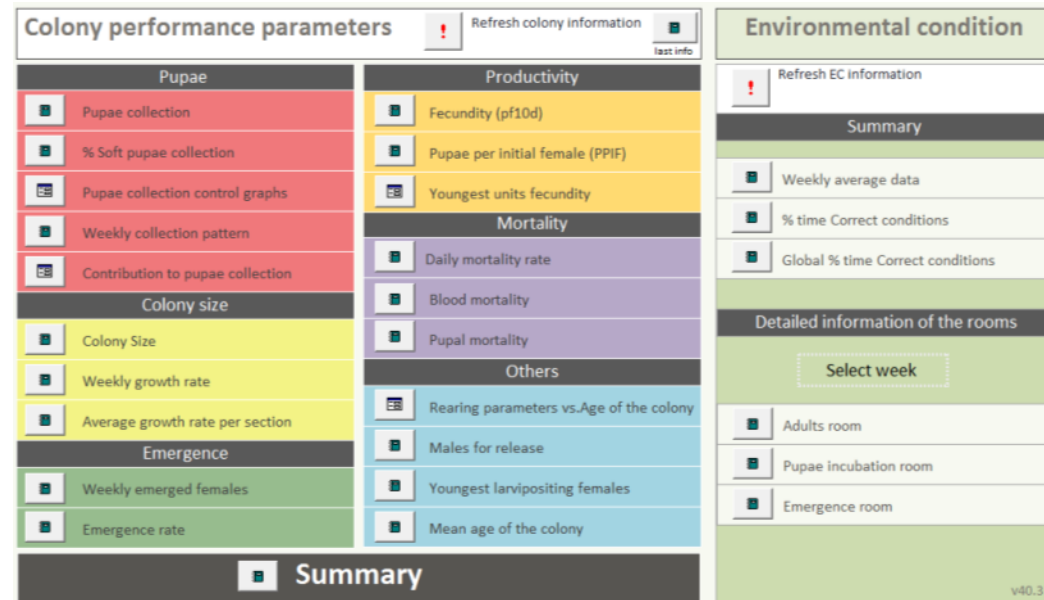 Colony performance parameters
!
Refresh colony information
last info
Pupae
Pupae collection
% Soft pupae collection
Pupae collection control graphs
Weekly collection pattern
Contribution to pupae collection
Colony size
Colony Size
Weekly growth rate
Average growth rate per section
Emergence
Weekly emerged females
Emergence rate
Productivity
Fecundity (pf10d)
Pupae per initial female (PPIF)
Youngest units fecundity
Mortality
Daily mortality rate
Blood mortality
Pupal mortality
Others
Rearing parameters vs.Age of the colony
Males for release
Youngest larvipositing females
Mean age of the colony
Summary
Environmental condition
!
Refresh EC information
Summary
Weekly average data
% time Correct conditions
Global % time Correct conditions
Detailed information of the rooms
Select week
Adults room
Pupae incubation room
Emergence room
v40.3